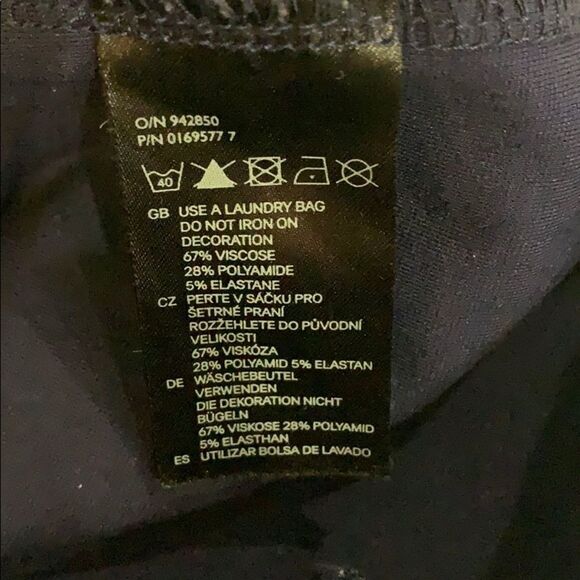 O/N 942850
P/N 0169577 7
40
GB USE A LAUNDRY BAG
DO NOT IRON ON
DECORATION
67% VISCOSE
28% POLYAMIDE
5% ELASTANE
CZ PERTE V SÁČKU PRO
ŠETRNÉ PRANÍ
ROZŽEHLETE DO PŮVODNÍ
VELIKOSTI
67% VISKÓZA
28% POLYAMID 5% ELASTAN
DE WÄSCHEBEUTEL
VERWENDEN
DIE DEKORATION NICHT
BÜGELN
67% VISKOSE 28% POLYAMID
5% ELASTHAN
ES UTILIZAR BOLSA DE LAVADO